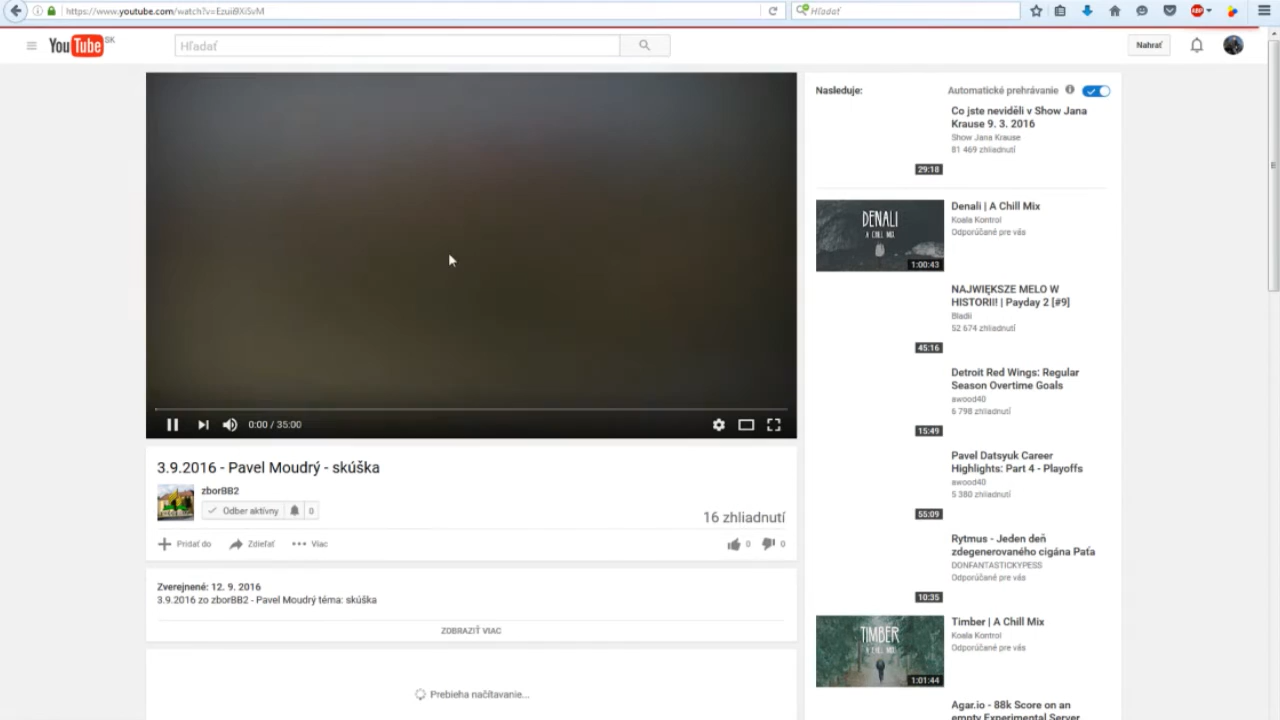 https://www.youtube.com/watch?v=Ezuii9XiSvM
Hľadať
ABP
YouTube SK
Hľadať
Nahrať
0:00 / 35:00
3.9.2016 - Pavel Moudrý - skúška
zborBB2
Odber aktívny 0
16 zhliadnutí
Pridať do
Zdieľať
Viac
0 0
Zverejnené: 12. 9. 2016
3.9.2016 zo zborBB2 - Pavel Moudrý téma: skúška
ZOBRAZIŤ VIAC
Prebieha načítavanie...
Nasleduje:
Automatické prehrávanie
Co jste neviděli v Show Jana
Krause 9. 3. 2016
Show Jana Krause
81 469 zhliadnutí
29:18
DENALI
A CHILL MIX
1:00:43
Denali | A Chill Mix
Koala Kontrol
Odporúčané pre vás
NAJWIĘKSZE MELO W
HISTORII! | Payday 2 [#9]
Bladii
52 674 zhliadnutí
45:16
Detroit Red Wings: Regular
Season Overtime Goals
awood40
6 798 zhliadnutí
15:49
Pavel Datsyuk Career
Highlights: Part 4 - Playoffs
awood40
5 380 zhliadnutí
55:09
Rytmus - Jeden deň
zdegenerovaného cigána Paťa
DONFANTASTICKYPESS
Odporúčané pre vás
10:35
TIMBER
A CHILL MIX
1:01:44
Timber | A Chill Mix
Koala Kontrol
Odporúčané pre vás
Agar.io - 88k Score on an
empty Experimental Server